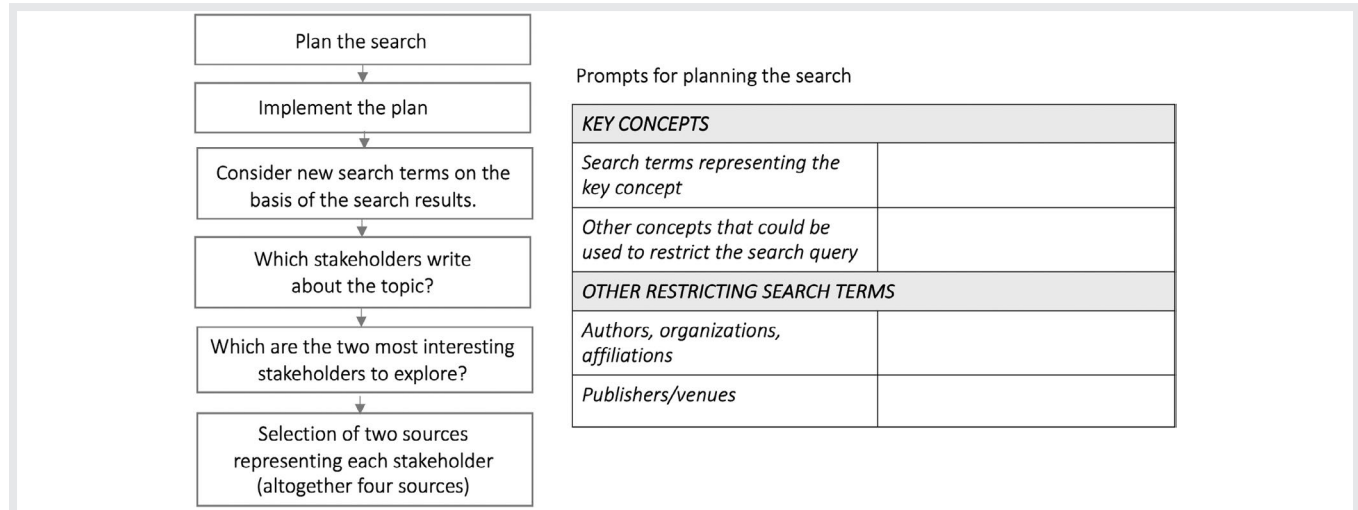 Plan the search
Implement the plan
Consider new search terms on the
basis of the search results.
Which stakeholders write
about the topic?
Which are the two most interesting
stakeholders to explore?
Selection of two sources
representing each stakeholder
(altogether four sources)
Prompts for planning the search
KEY CONCEPTS
Search terms representing the
key concept
Other concepts that could be
used to restrict the search query
OTHER RESTRICTING SEARCH TERMS
Authors, organizations,
affiliations
Publishers/venues